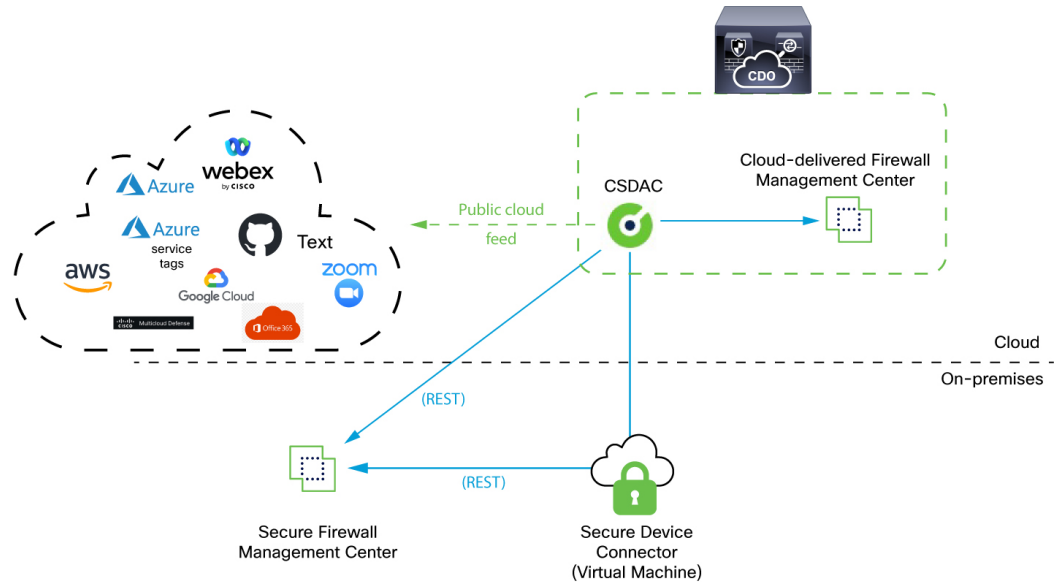 CDO
webex
by CISCO
Azure
Azure
service
tags
Text
aws
Google Cloud
zoom
CISCO
Multicloud Defense
Office 365
Public cloud
feed
CSDAC
Cloud-delivered Firewall
Management Center
Cloud
On-premises
(REST)
(REST)
Secure Firewall
Management Center
Secure Device
Connector
(Virtual Machine)